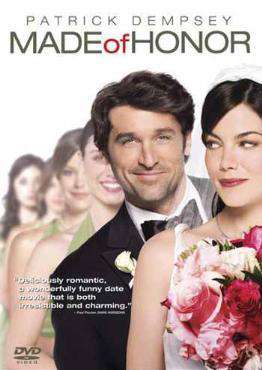 PATRICK DEMPSEY
MADE of HONOR
"Deliciously romantic,
a wonderfully funny date
movie that is both
irresistible and charming."
DVD
VIDEO